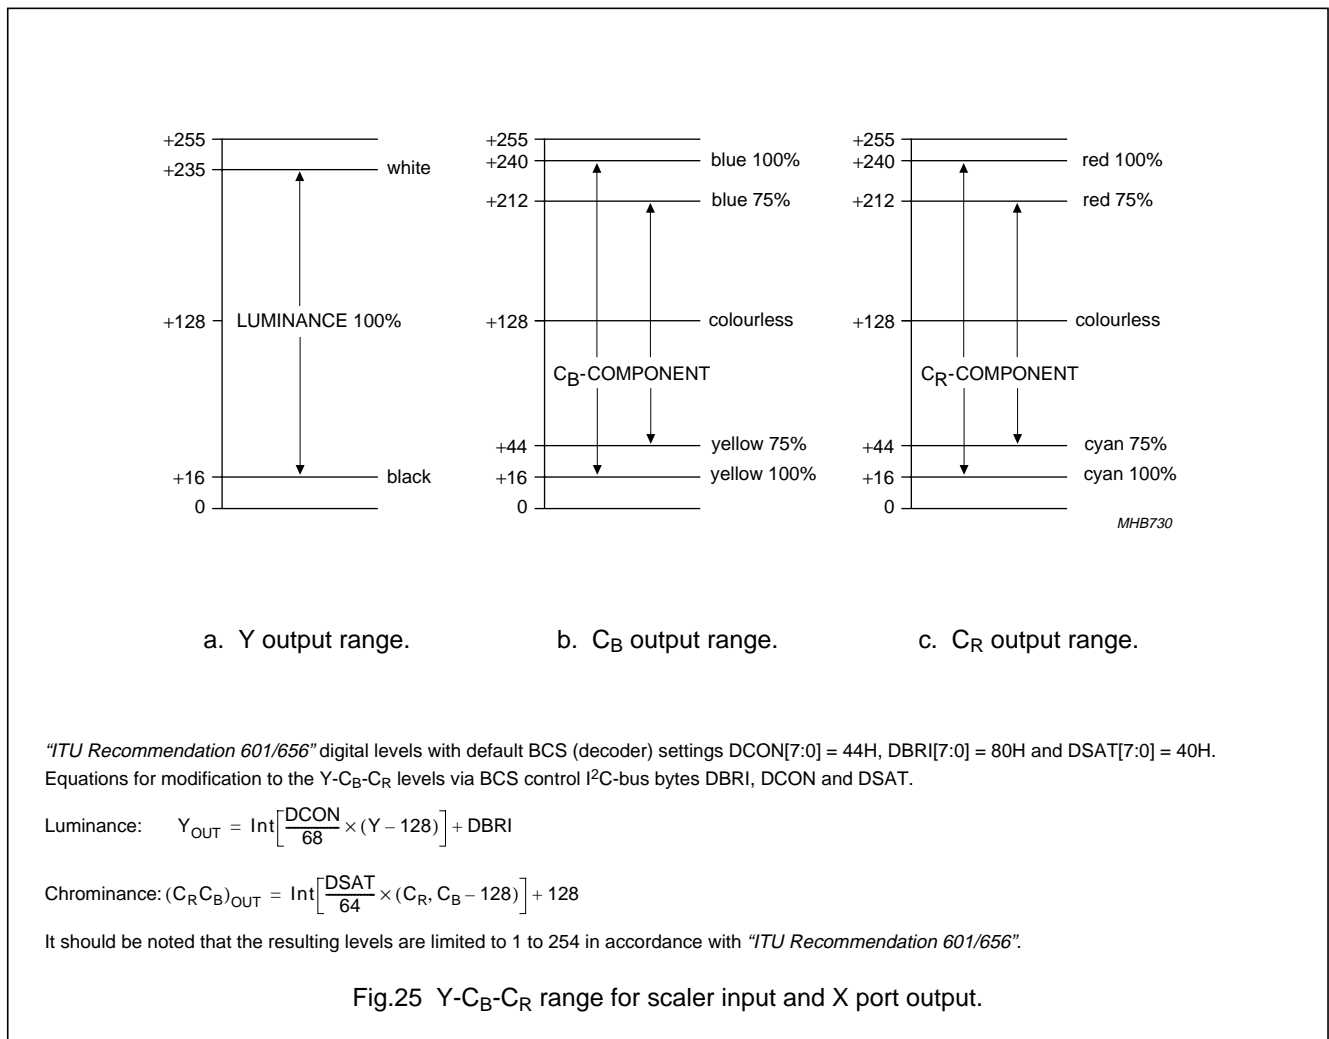 +255
+235
white
+128
LUMINANCE 100%
+16
black
0
+255
+240
blue 100%
+212
blue 75%
+128
colourless
CB-COMPONENT
+44
yellow 75%
+16
yellow 100%
0
+255
+240
red 100%
+212
red 75%
+128
colourless
CR-COMPONENT
+44
cyan 75%
+16
cyan 100%
0
MHB730
a. Y output range.
b. CB output range.
c. CR output range.
“ITU Recommendation 601/656” digital levels with default BCS (decoder) settings DCON[7:0] = 44H, DBRI[7:0] = 80H and DSAT[7:0] = 40H.
Equations for modification to the Y-CB-CR levels via BCS control I²C-bus bytes DBRI, DCON and DSAT.
Luminance: YOUT = Int[DCON/68 × (Y – 128)] + DBRI
Chrominance: (CRCB)OUT = Int[DSAT/64 × (CR, CB – 128)] + 128
It should be noted that the resulting levels are limited to 1 to 254 in accordance with “ITU Recommendation 601/656”.
Fig.25 Y-CB-CR range for scaler input and X port output.